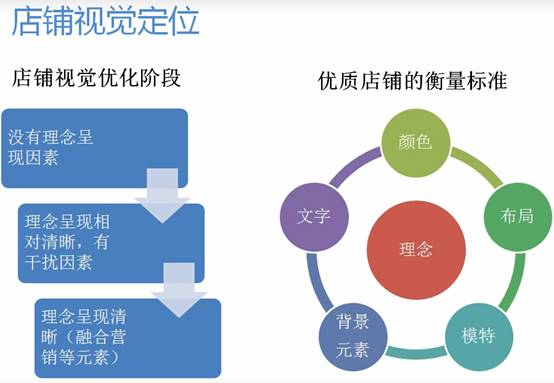 店铺视觉定位
店铺视觉优化阶段
没有理念呈
现因素
理念呈现相
对清晰，有
干扰因素
理念呈现清
晰（融合营
销等元素）
优质店铺的衡量标准
颜色
布局
模特
背景
元素
文字
理念